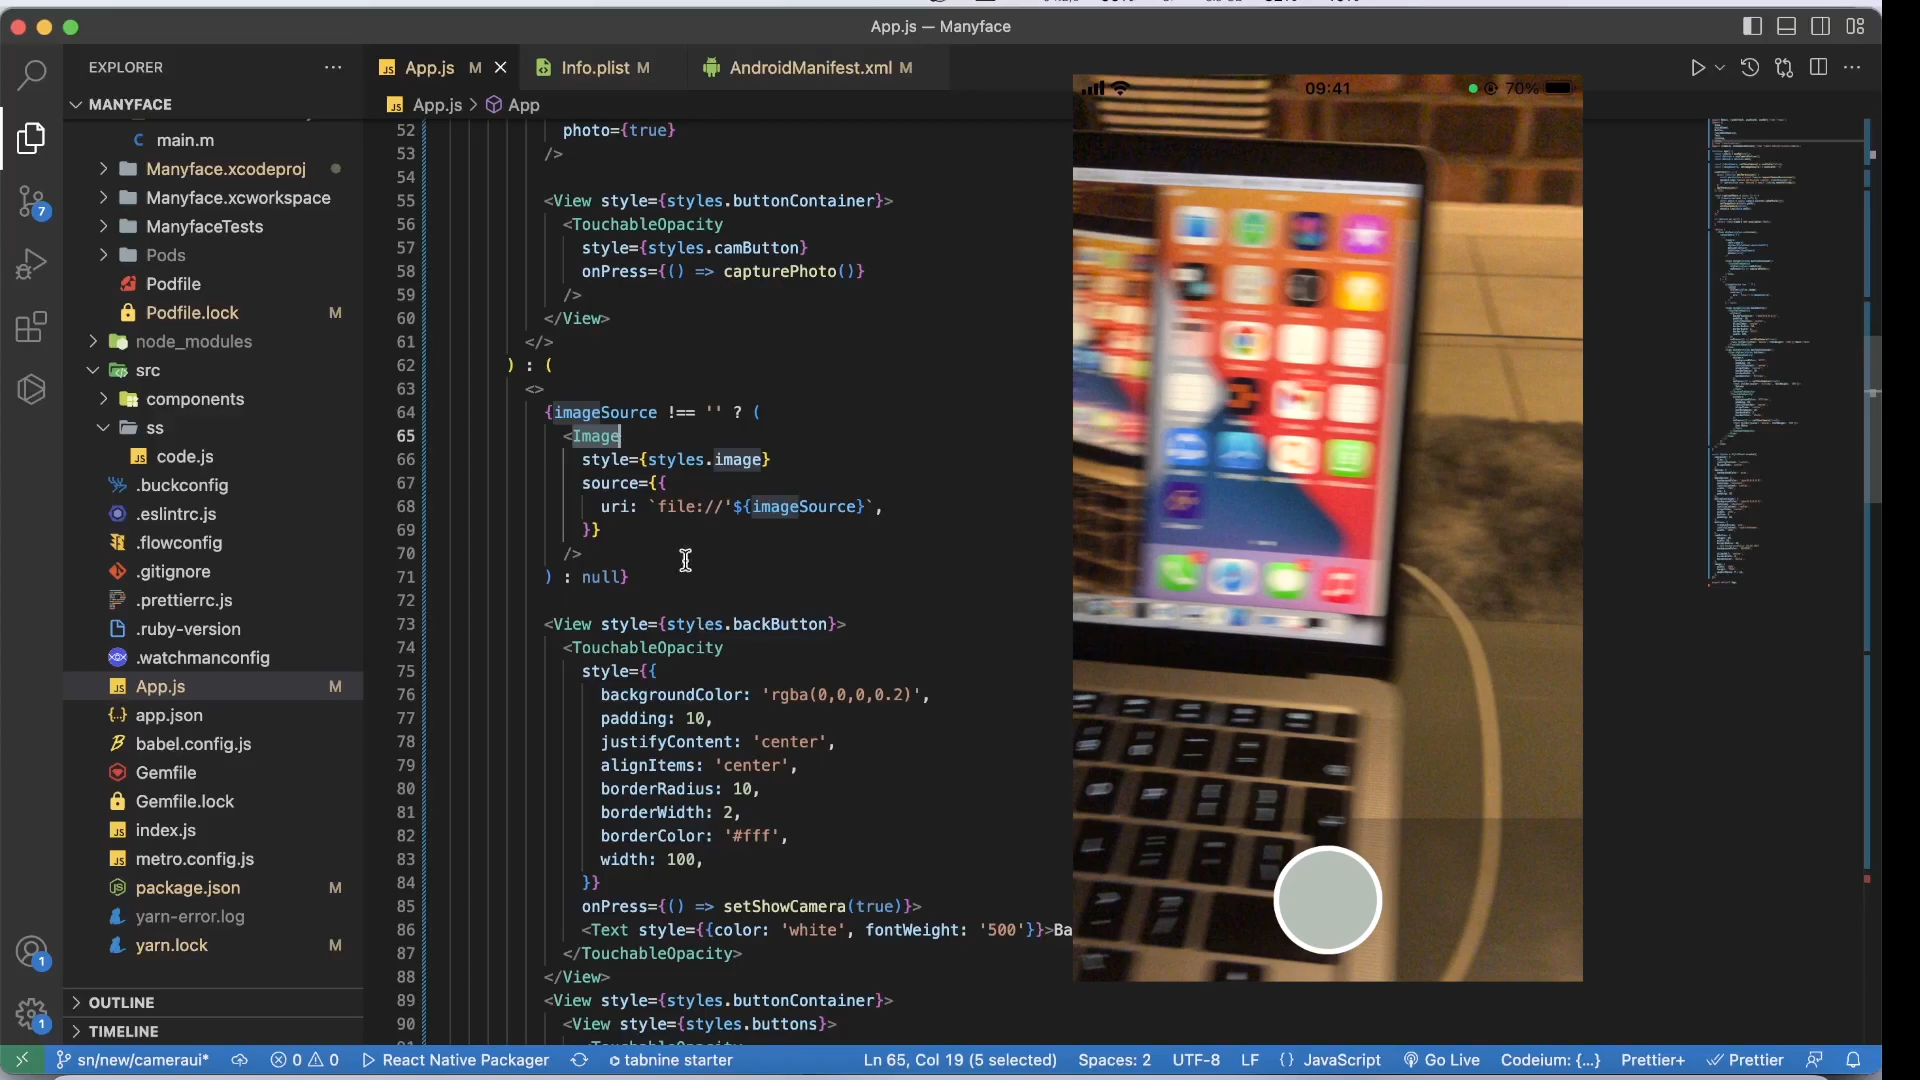 App.js — Manyface
EXPLORER
App.js M
Info.plist M
AndroidManifest.xml M
MANYFACE
App.js > App
main.m
Manyface.xcodeproj
Manyface.xcworkspace
ManyfaceTests
Pods
Podfile
Podfile.lock M
node_modules
src
components
ss
code.js
.buckconfig
.eslintrc.js
.flowconfig
.gitignore
.prettierrc.js
.ruby-version
.watchmanconfig
App.js M
app.json
babel.config.js
Gemfile
Gemfile.lock
index.js
metro.config.js
package.json M
yarn-error.log
yarn.lock M
OUTLINE
TIMELINE
7
1
1
52 photo={true}
53 />
54
55 <View style={styles.buttonContainer}>
56 <TouchableOpacity
57 style={styles.camButton}
58 onPress={() => capturePhoto()}
59 />
60 </View>
61 </>
62 ) : (
63 <>
64 {imageSource !== '' ? (
65 <Image
66 style={styles.image}
67 source={{
68 uri: `file://'${imageSource}`,
69 }}
70 />
71 ) : null}
72
73 <View style={styles.backButton}>
74 <TouchableOpacity
75 style={{
76 backgroundColor: 'rgba(0,0,0,0.2)',
77 padding: 10,
78 justifyContent: 'center',
79 alignItems: 'center',
80 borderRadius: 10,
81 borderWidth: 2,
82 borderColor: '#fff',
83 width: 100,
84 }}
85 onPress={() => setShowCamera(true)}>
86 <Text style={{color: 'white', fontWeight: '500'}}>Ba
87 </TouchableOpacity>
88 </View>
89 <View style={styles.buttonContainer}>
90 <View style={styles.buttons}>
09:41
70%
sn/new/cameraui*
0 0
React Native Packager
tabnine starter
Ln 65, Col 19 (5 selected)
Spaces: 2
UTF-8
LF
{} JavaScript
Go Live
Codeium: {...}
Prettier+
Prettier